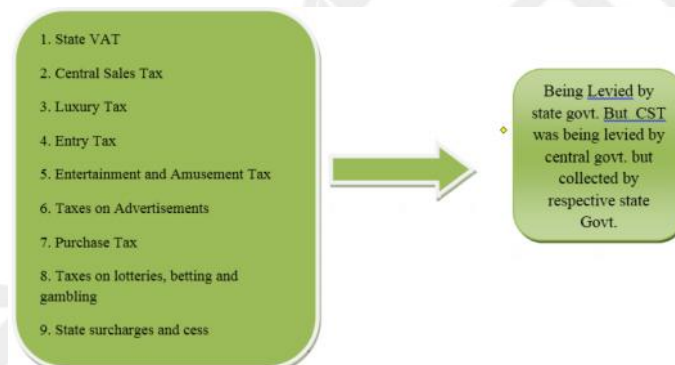 1. State VAT
2. Central Sales Tax
3. Luxury Tax
4. Entry Tax
5. Entertainment and Amusement Tax
6. Taxes on Advertisements
7. Purchase Tax
8. Taxes on lotteries, betting and
gambling
9. State surcharges and cess
Being Levied by
state govt. But CST
was being levied by
central govt. but
collected by
respective state
Govt.